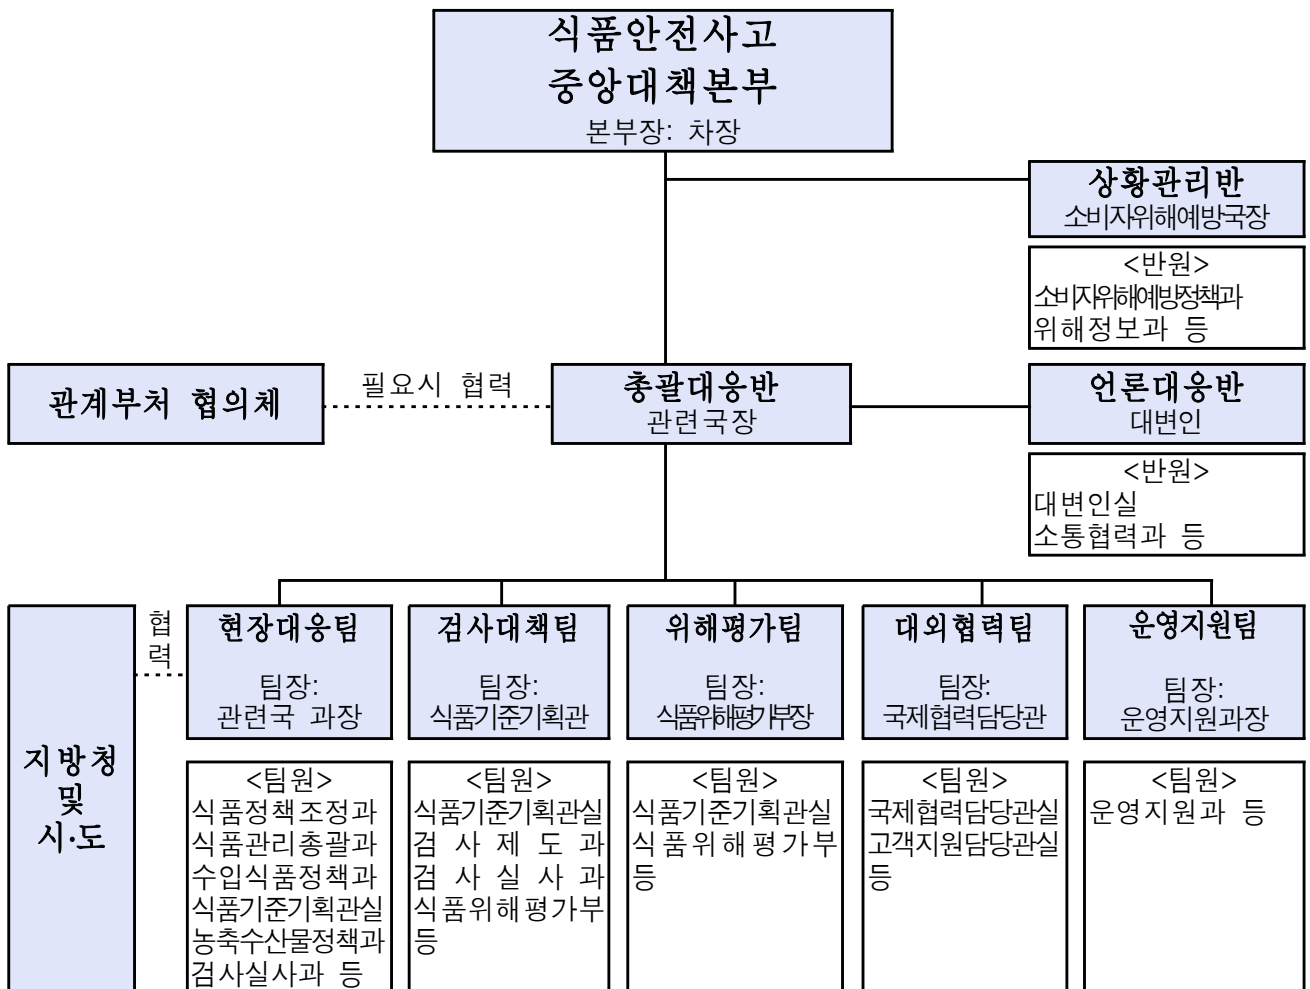 식품안전사고
중앙대책본부
본부장: 차장
상황관리반
소비자위해예방국장
<반원>
소비자위해예방정책과
위해정보과 등
관계부처 협의체
필요시 협력
총괄대응반
관련국장
언론대응반
대변인
<반원>
대변인실
소통협력과 등
지방청
및
시·도
협
력
현장대응팀
팀장:
관련국 과장
<팀원>
식품정책조정과
식품관리총괄과
수입식품정책과
식품기준기획관실
농축수산물정책과
검사실사과 등
검사대책팀
팀장:
식품기준기획관
<팀원>
식품기준기획관실
검 사 제 도 과
검 사 실 사 과
식품위해평가부
등
위해평가팀
팀장:
식품위해평가부장
<팀원>
식품기준기획관실
식품위해평가부
등
대외협력팀
팀장:
국제협력담당관
<팀원>
국제협력담당관실
고객지원담당관실
등
운영지원팀
팀장:
운영지원과장
<팀원>
운영지원과 등